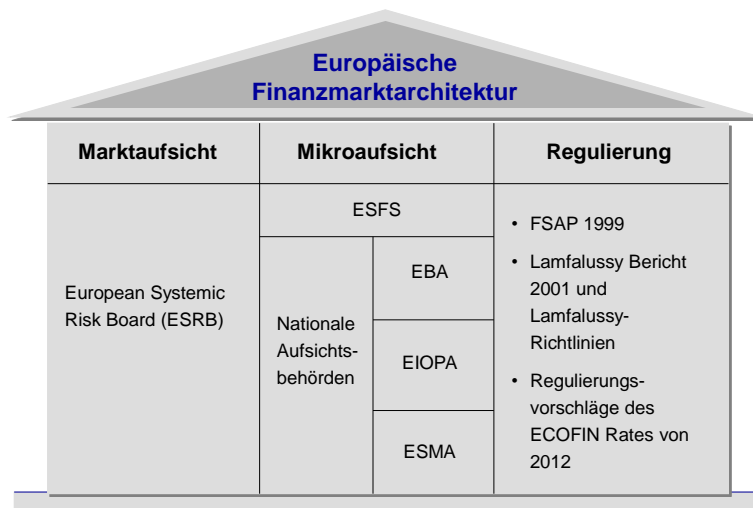 Europäische
Finanzmarktarchitektur
Marktaufsicht
Mikroaufsicht
Regulierung
European Systemic
Risk Board (ESRB)
ESFS
Nationale
Aufsichts-
behörden
EBA
EIOPA
ESMA
• FSAP 1999
• Lamfalussy Bericht
2001 und
Lamfalussy-
Richtlinien
• Regulierungs-
vorschläge des
ECOFIN Rates von
2012